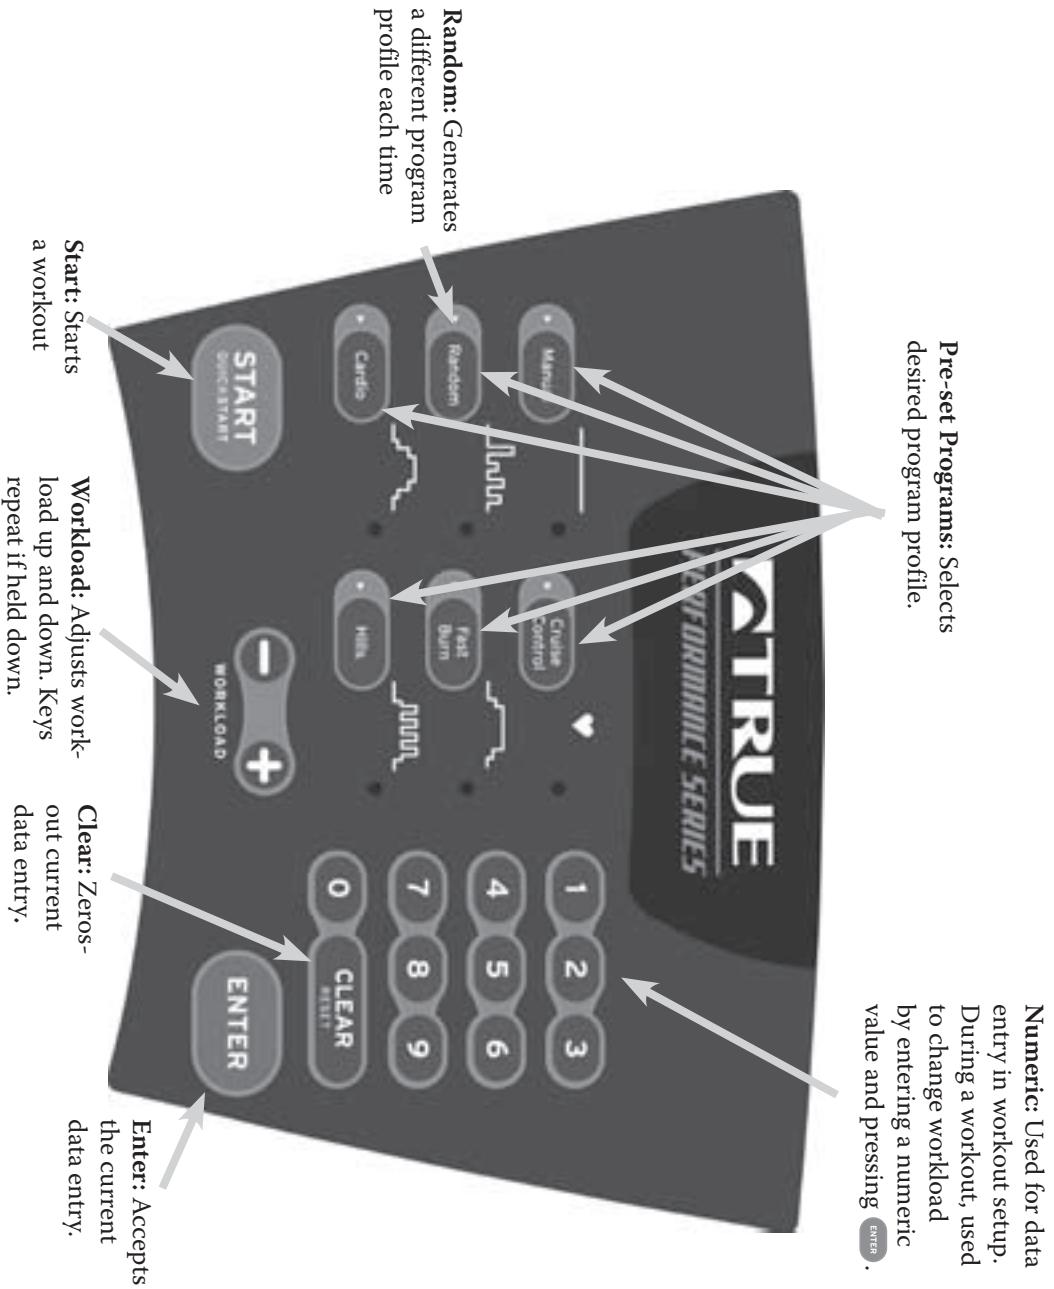 Pre-set Programs: Selects
desired program profile.
Numeric: Used for data
entry in workout setup.
During a workout, used
to change workload
by entering a numeric
value and pressing ENTER .
Random: Generates
a different program
profile each time
TRUE
PERFORMANCE SERIES
Manual
Cruise
Control
1 2 3
Random
Fast
Burn
4 5 6
Cardio
Hills
7 8 9
0 CLEAR
RESET
START
QUICKSTART
WORKLOAD
ENTER
Start: Starts
a workout
Workload: Adjusts work-
load up and down. Keys
repeat if held down.
Clear: Zeros-
out current
data entry.
Enter: Accepts
the current
data entry.